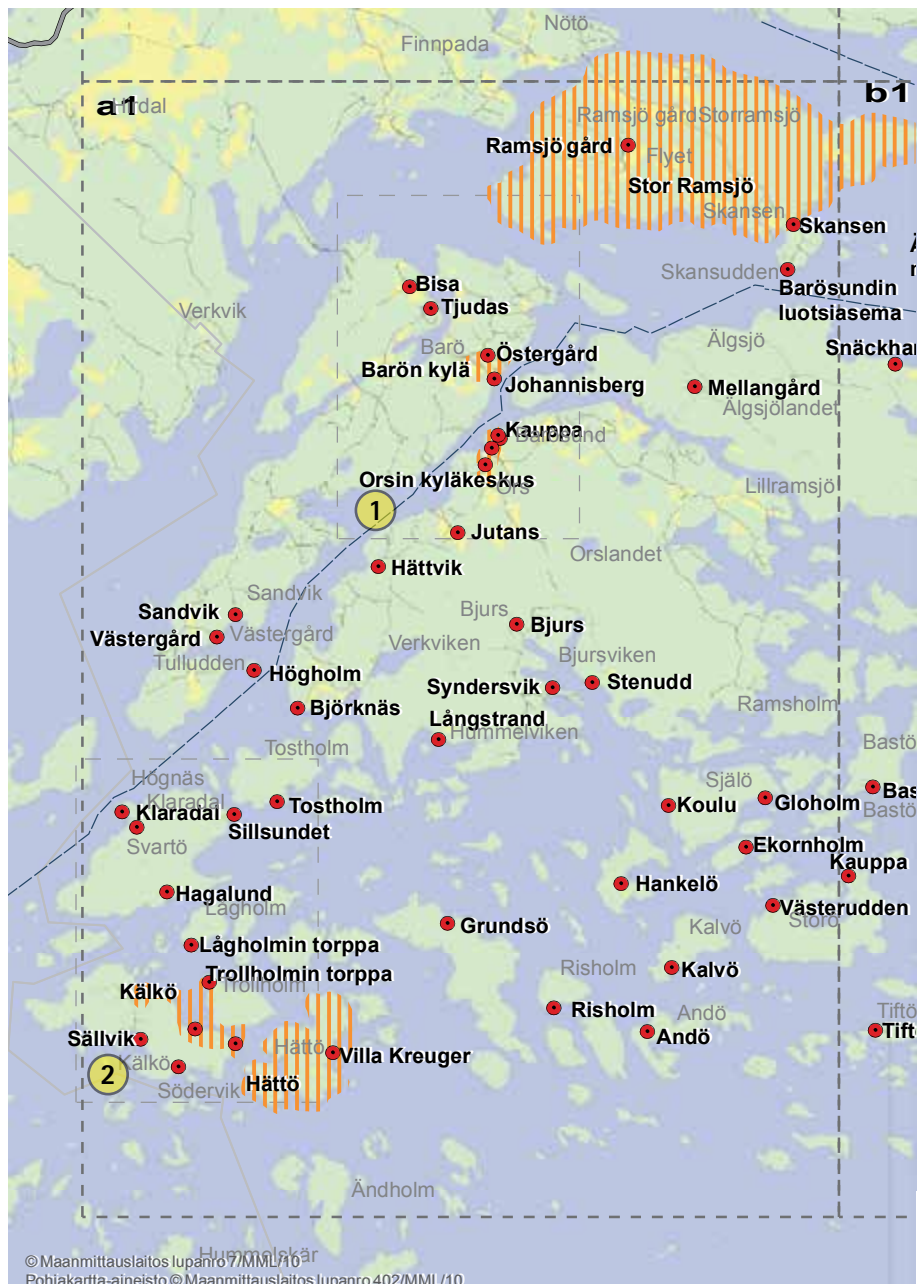 Nötö
Finnpada
a1
b1
Ramsjö gård
Storramsjö
Ramsjö gård
Flyet
Stor Ramsjö
Skansen
Skansen
Skansudden
Barösundin
luotsiasema
Bisa
Tjudas
Verkvik
Älgsjö
Barö
Östergård
Snäckhar
Barön kylä
Johannisberg
Mellangård
Älgsjölandet
Kauppa
Barösund
Orsin kyläkeskus
Ors
Lillramsjö
1
Jutans
Orslandet
Hättvik
Sandvik
Sandvik
Bjurs
Bjurs
Västergård
Västergård
Verkviken
Tulludden
Bjursviken
Högholm
Syndersvik
Stenudd
Björknäs
Långstrand
Ramsholm
Hummelviken
Tostholm
Bastö
Högnäs
Själö
Klaradal
Tostholm
Koulu
Gloholm
Bas
Bastö
Klaradal
Sillsundet
Svartö
Ekornholm
Kauppa
Hagalund
Hankelö
Lågholm
Västerudden
Storö
Grundsö
Kalvö
Lågholmin torppa
Trollholmin torppa
Risholm
Kalvö
Trollholm
Kälkö
Risholm
Andö
Tiftö
Sällvik
Hättö
Villa Kreuger
Andö
Tiftö
Kälkö
2
Södervik
Hättö
Ändholm
Hummelskär
© Maanmittauslaitos lupanro 7/MML/10
Pohjakartta-aineisto © Maanmittauslaitos lupanro 402/MML/10